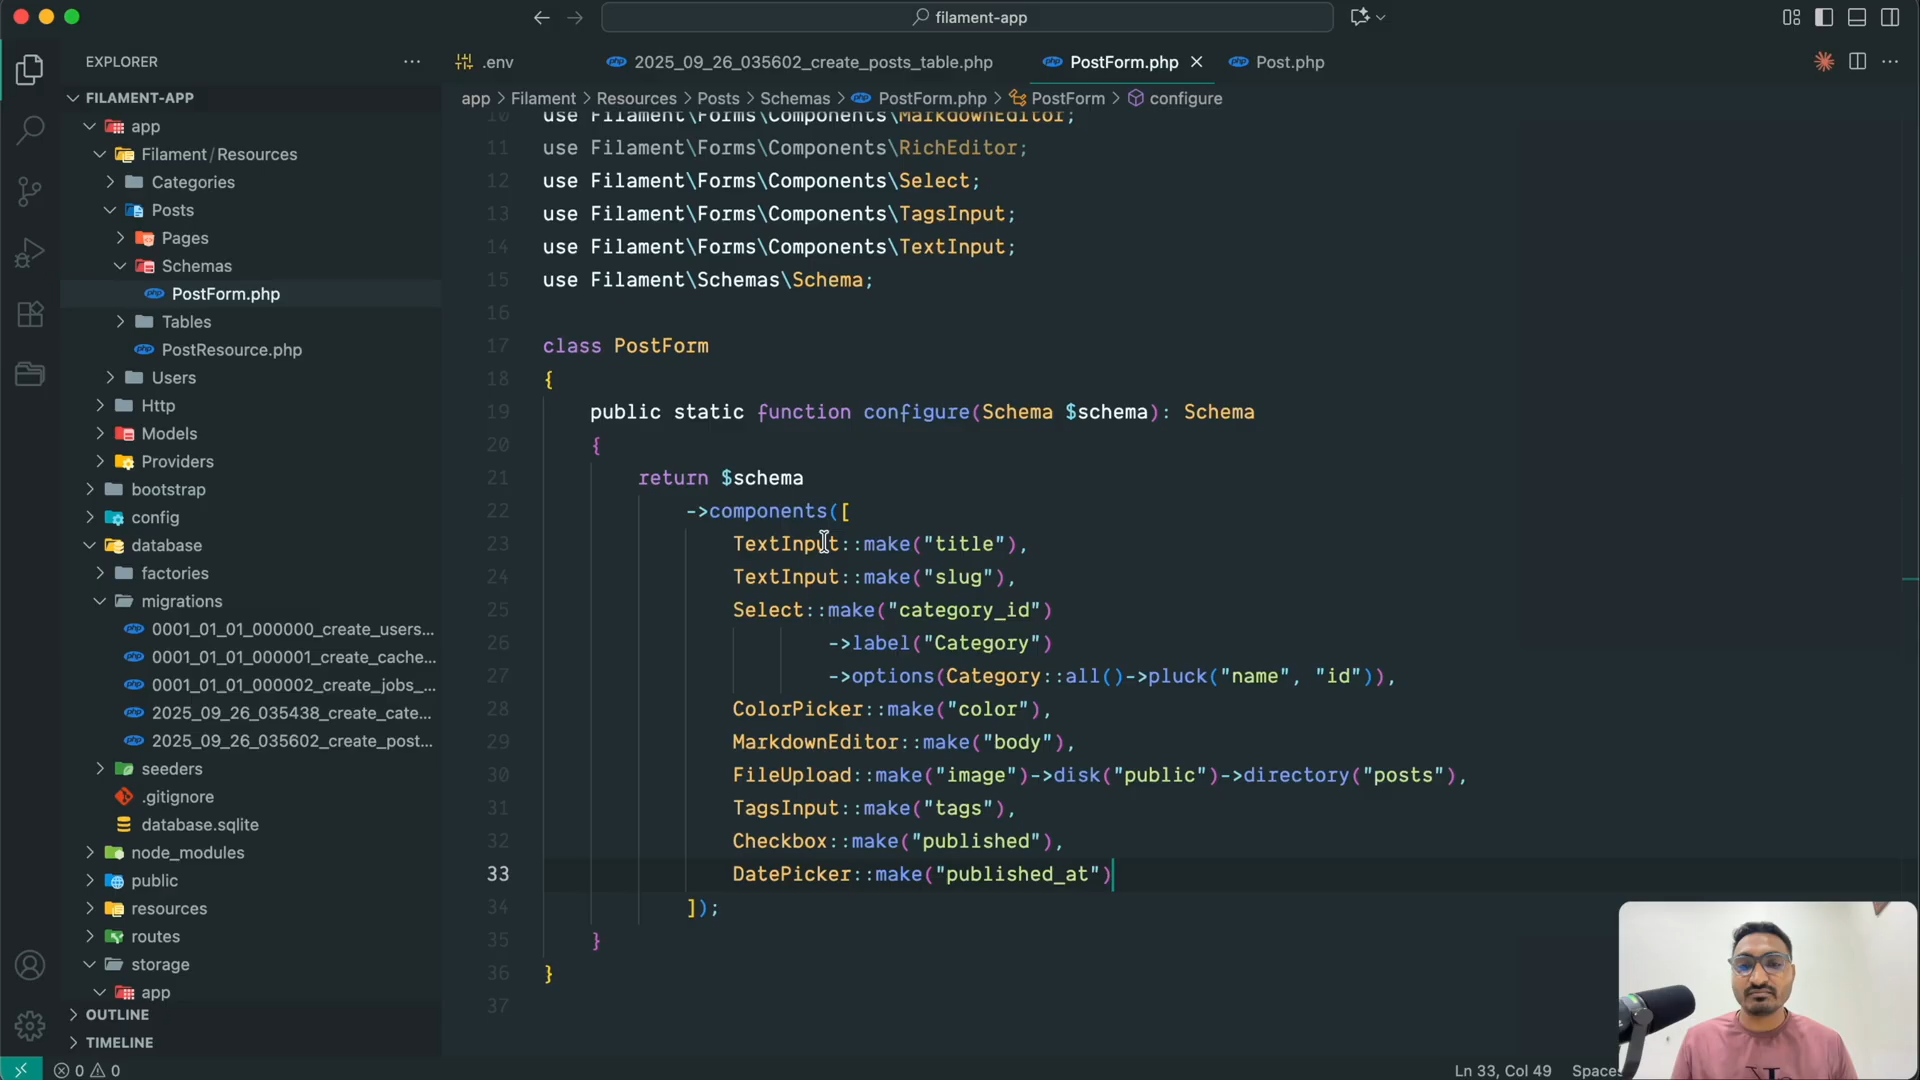 filament-app
EXPLORER
.env
2025_09_26_035602_create_posts_table.php
PostForm.php
Post.php
app > Filament > Resources > Posts > Schemas > PostForm.php > PostForm > configure
FILAMENT-APP
app
Filament/Resources
Categories
Posts
Pages
Schemas
PostForm.php
Tables
PostResource.php
Users
Http
Models
Providers
bootstrap
config
database
factories
migrations
0001_01_01_000000_create_users...
0001_01_01_000001_create_cache...
0001_01_01_000002_create_jobs_...
2025_09_26_035438_create_cate...
2025_09_26_035602_create_post...
seeders
.gitignore
database.sqlite
node_modules
public
resources
routes
storage
app
OUTLINE
TIMELINE
10 use Filament\Forms\Components\MarkdownEditor;
11 use Filament\Forms\Components\RichEditor;
12 use Filament\Forms\Components\Select;
13 use Filament\Forms\Components\TagsInput;
14 use Filament\Forms\Components\TextInput;
15 use Filament\Schemas\Schema;
16
17 class PostForm
18 {
19 public static function configure(Schema $schema): Schema
20 {
21 return $schema
22 ->components([
23 TextInput::make("title"),
24 TextInput::make("slug"),
25 Select::make("category_id")
26 ->label("Category")
27 ->options(Category::all()->pluck("name", "id")),
28 ColorPicker::make("color"),
29 MarkdownEditor::make("body"),
30 FileUpload::make("image")->disk("public")->directory("posts"),
31 TagsInput::make("tags"),
32 Checkbox::make("published"),
33 DatePicker::make("published_at")
34 ]);
35 }
36 }
37
0 0
Ln 33, Col 49
Spaces